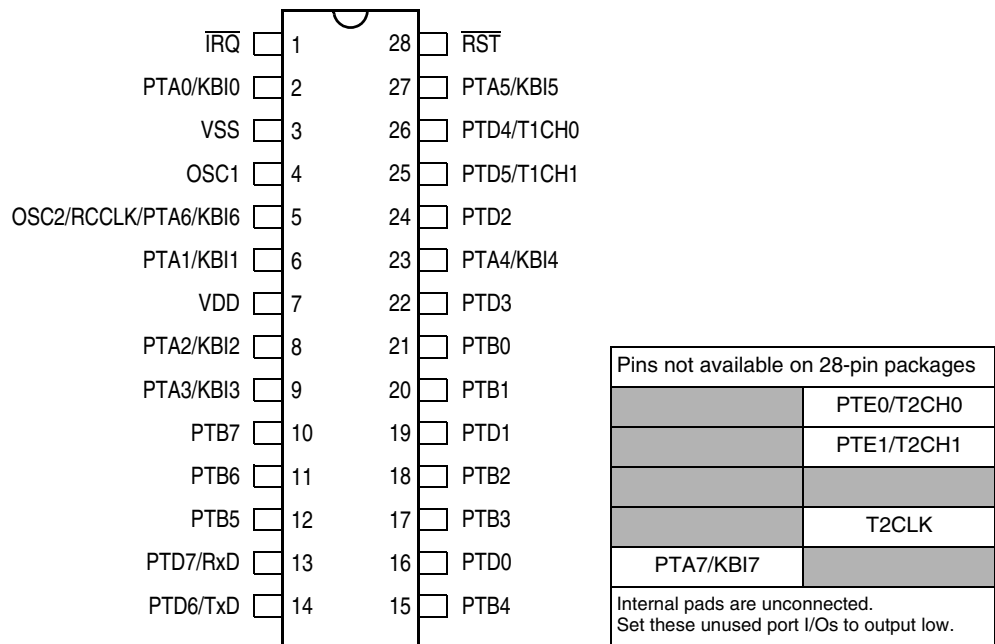 IRQ 1 28 RST
PTA0/KBI0 2 27 PTA5/KBI5
VSS 3 26 PTD4/T1CH0
OSC1 4 25 PTD5/T1CH1
OSC2/RCCLK/PTA6/KBI6 5 24 PTD2
PTA1/KBI1 6 23 PTA4/KBI4
VDD 7 22 PTD3
PTA2/KBI2 8 21 PTB0
PTA3/KBI3 9 20 PTB1
PTB7 10 19 PTD1
PTB6 11 18 PTB2
PTB5 12 17 PTB3
PTD7/RxD 13 16 PTD0
PTD6/TxD 14 15 PTB4
Pins not available on 28-pin packages
PTE0/T2CH0
PTE1/T2CH1
T2CLK
PTA7/KBI7
Internal pads are unconnected.
Set these unused port I/Os to output low.